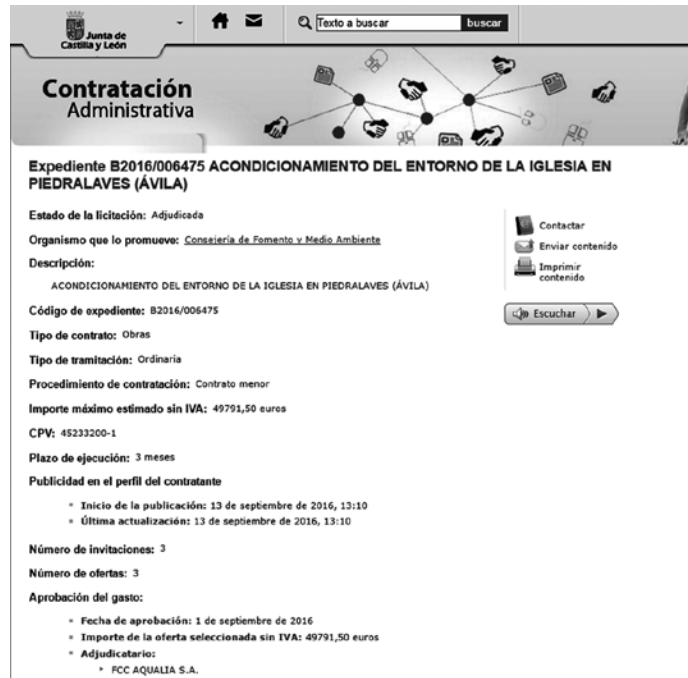 Junta de
Castilla y León
Texto a buscar
buscar
Contratación
Administrativa
Expediente B2016/006475 ACONDICIONAMIENTO DEL ENTORNO DE LA IGLESIA EN
PIEDRALAVES (ÁVILA)
Estado de la licitación: Adjudicada
Organismo que lo promueve: Consejería de Fomento y Medio Ambiente
Descripción:
ACONDICIONAMIENTO DEL ENTORNO DE LA IGLESIA EN PIEDRALAVES (ÁVILA)
Código de expediente: B2016/006475
Tipo de contrato: Obras
Tipo de tramitación: Ordinaria
Procedimiento de contratación: Contrato menor
Importe máximo estimado sin IVA: 49791,50 euros
CPV: 45233200-1
Plazo de ejecución: 3 meses
Publicidad en el perfil del contratante
Inicio de la publicación: 13 de septiembre de 2016, 13:10
Última actualización: 13 de septiembre de 2016, 13:10
Número de invitaciones: 3
Número de ofertas: 3
Aprobación del gasto:
Fecha de aprobación: 1 de septiembre de 2016
Importe de la oferta seleccionada sin IVA: 49791,50 euros
Adjudicatario:
FCC AQUALIA S.A.
Contactar
Enviar contenido
Imprimir
contenido
Escuchar